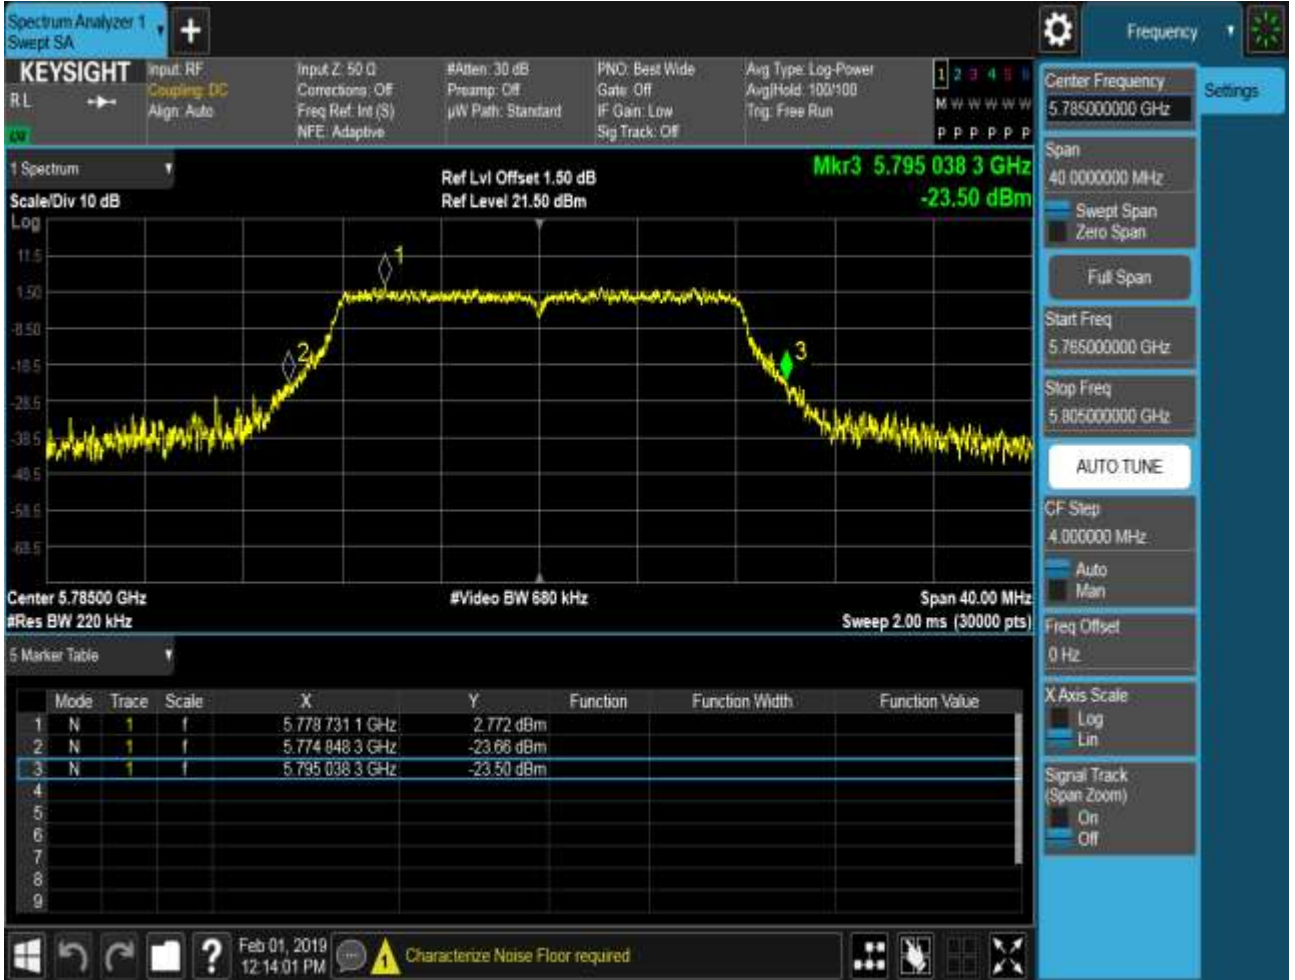 Spectrum Analyzer 1
Swept SA
Frequency
KEYSIGHT
RL
Input: RF
Coupling: DC
Align: Auto
Input Z: 50 Ω
Corrections: Off
Freq Ref: Int (S)
NFE: Adaptive
#Atten: 30 dB
Preamp: Off
µW Path: Standard
PNO: Best Wide
Gate: Off
IF Gain: Low
Sig Track: Off
Avg Type: Log-Power
Avg|Hold: 100/100
Trig: Free Run
1 2 3 4 5 6
M W W W W W
P P P P P P
1 Spectrum
Scale/Div 10 dB
Log
Ref Lvl Offset 1.50 dB
Ref Level 21.50 dBm
Mkr3 5.795 038 3 GHz
-23.50 dBm
11.5
1.50
-8.50
-18.5
-28.5
-38.5
-48.5
-58.5
-68.5
1
2
3
Center 5.78500 GHz
#Video BW 680 kHz
Span 40.00 MHz
#Res BW 220 kHz
Sweep 2.00 ms (30000 pts)
5 Marker Table
Mode Trace Scale X Y Function Function Width Function Value
1 N 1 f 5.778 731 1 GHz 2.772 dBm
2 N 1 f 5.774 848 3 GHz -23.66 dBm
3 N 1 f 5.795 038 3 GHz -23.50 dBm
4
5
6
7
8
9
Feb 01, 2019
12:14:01 PM
1
Characterize Noise Floor required
Settings
Center Frequency
5.785000000 GHz
Span
40.0000000 MHz
Swept Span
Zero Span
Full Span
Start Freq
5.765000000 GHz
Stop Freq
5.805000000 GHz
AUTO TUNE
CF Step
4.000000 MHz
Auto
Man
Freq Offset
0 Hz
X Axis Scale
Log
Lin
Signal Track
(Span Zoom)
On
Off